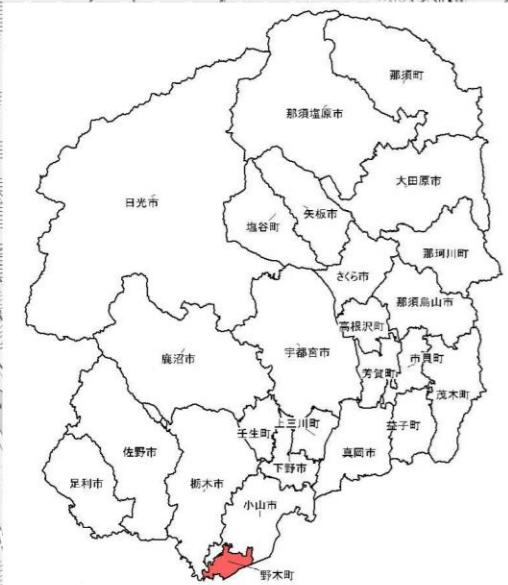 那須町
那須塩原市
大田原市
日光市
矢板市
塩谷町
那珂川町
さくら市
那須烏山市
高根沢町
宇都宮市
鹿沼市
市貝町
芳賀町
茂木町
上三川町
益子町
壬生町
佐野市
真岡市
下野市
足利市
栃木市
小山市
野木町